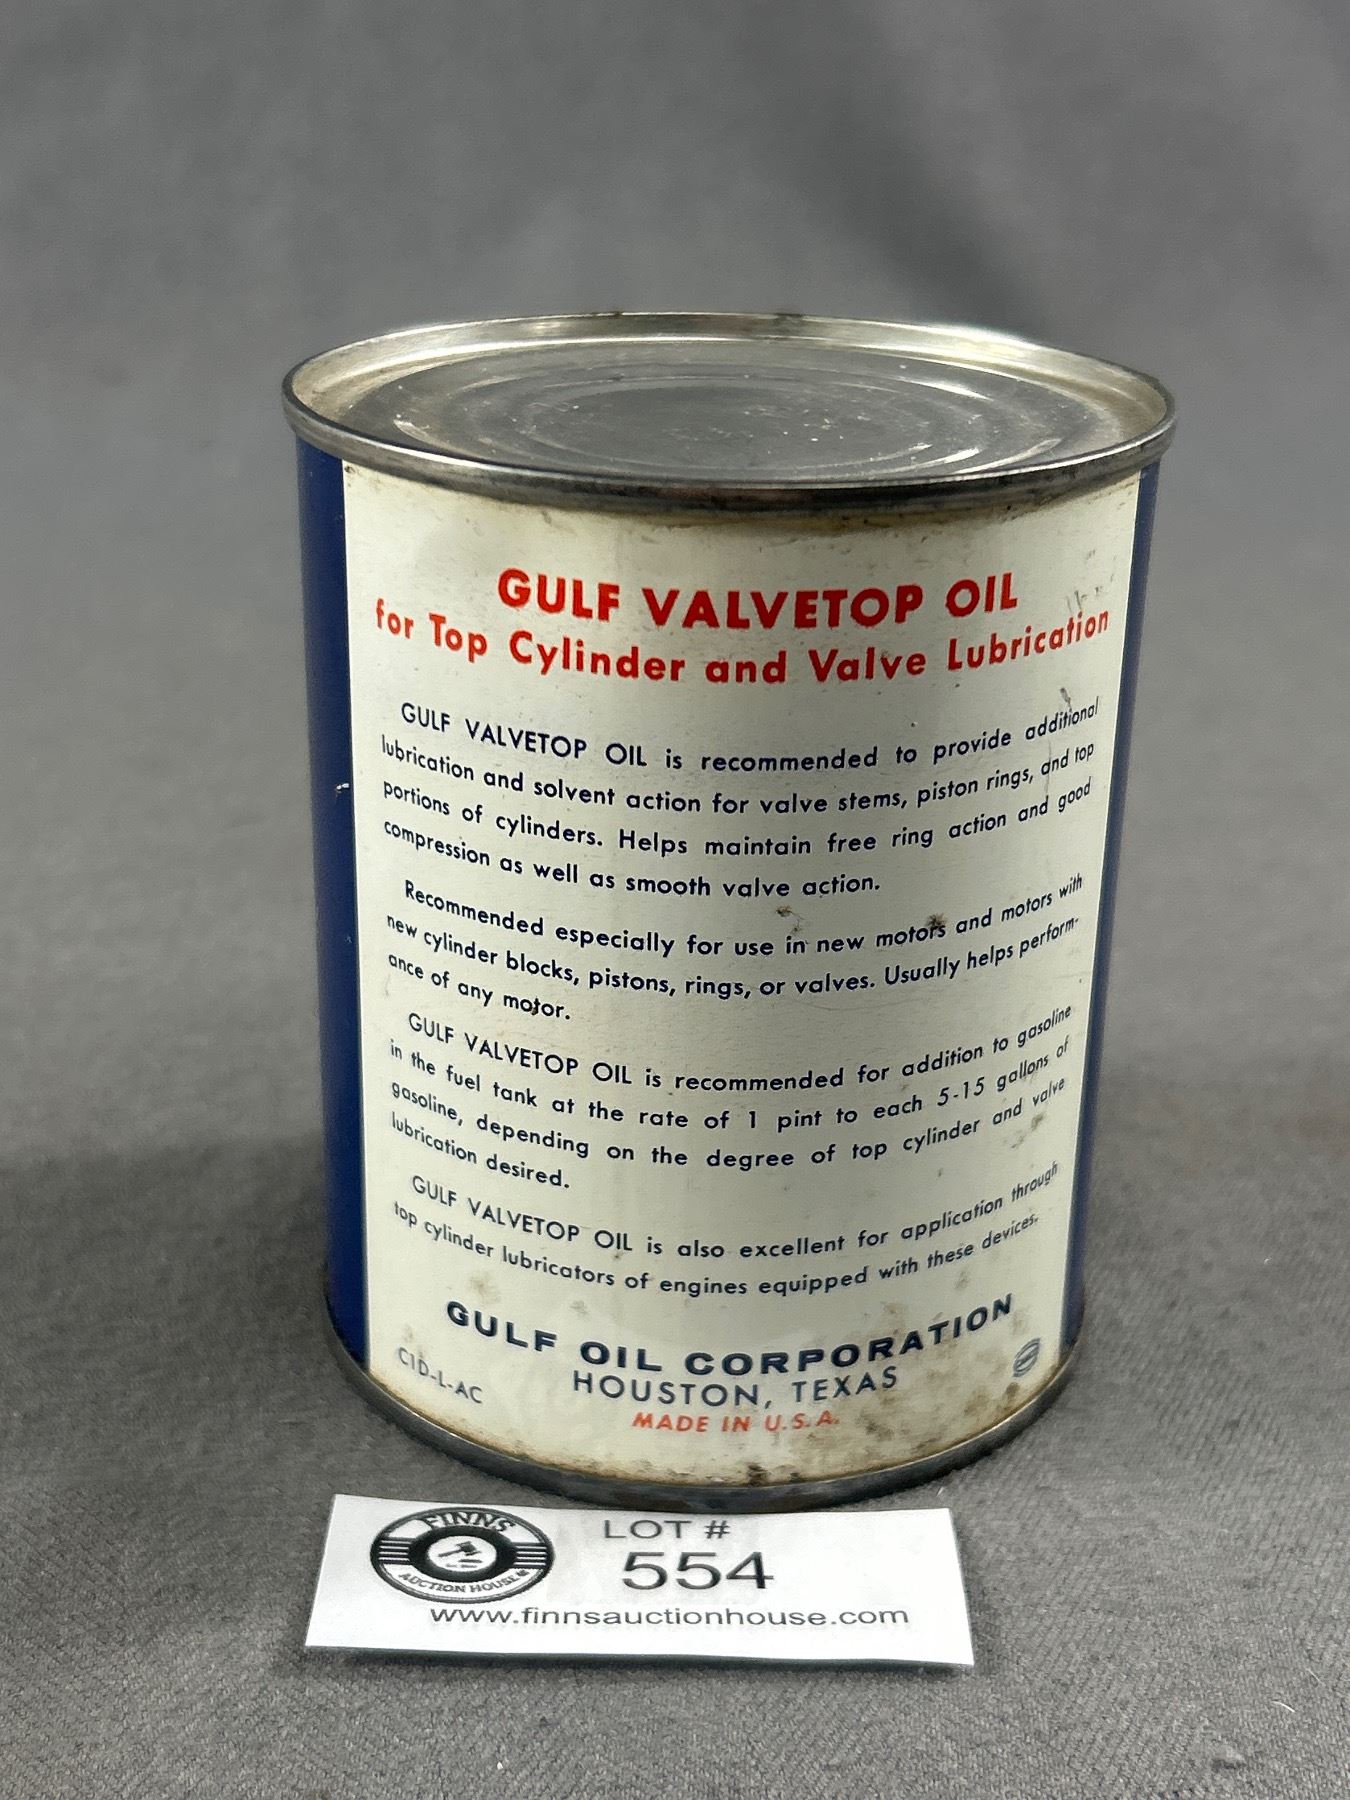 GULF VALVETOP OIL
for Top Cylinder and Valve Lubrication
GULF VALVETOP OIL is recommended to provide additional
lubrication and solvent action for valve stems, piston rings, and top
portions of cylinders. Helps maintain free ring action and good
compression as well as smooth valve action.
Recommended especially for use in new motors and motors with
new cylinder blocks, pistons, rings, or valves. Usually helps perform-
ance of any motor.
GULF VALVETOP OIL is recommended for addition to gasoline
in the fuel tank at the rate of 1 pint to each 5-15 gallons of
gasoline, depending on the degree of top cylinder and valve
lubrication desired.
GULF VALVETOP OIL is also excellent for application through
top cylinder lubricators of engines equipped with these devices.
GULF OIL CORPORATION
HOUSTON, TEXAS
MADE IN U.S.A.
CID-L-AC
FINNS
AUCTION HOUSE
LOT #
554
www.finnsauctionhouse.com